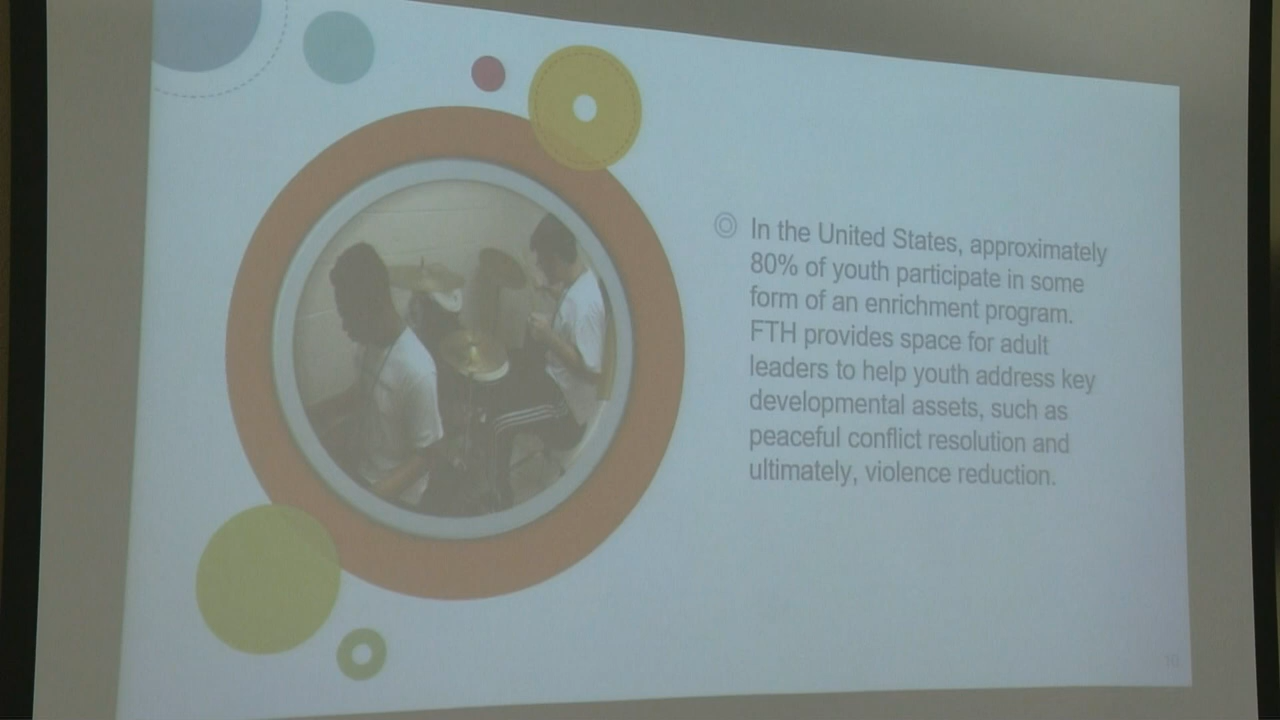 In the United States, approximately
80% of youth participate in some
form of an enrichment program.
FTH provides space for adult
leaders to help youth address key
developmental assets, such as
peaceful conflict resolution and
ultimately, violence reduction.
10